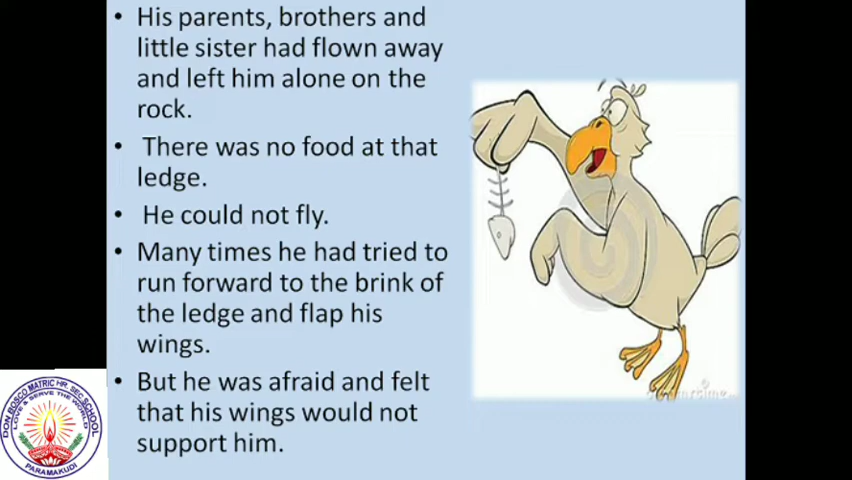 • His parents, brothers and
little sister had flown away
and left him alone on the
rock.
• There was no food at that
ledge.
• He could not fly.
• Many times he had tried to
run forward to the brink of
the ledge and flap his
wings.
• But he was afraid and felt
that his wings would not
support him.
DON BOSCO MATRIC HR. SEC SCHOOL
LOVE & SERVE THE WORLD
PARAMAKUDI